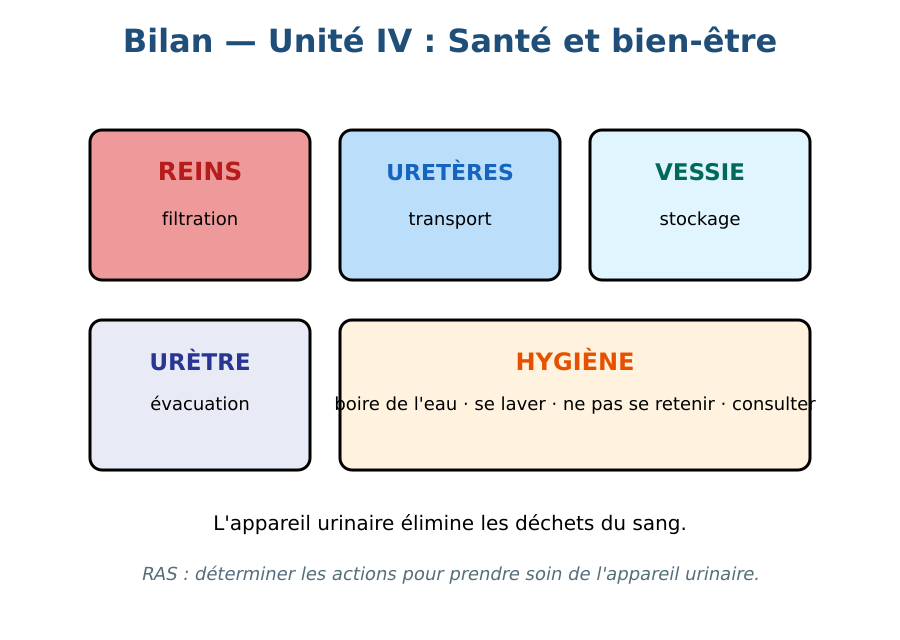 Bilan — Unité IV : Santé et bien-être
REINS
filtration
URETÈRES
transport
VESSIE
stockage
URÈTRE
évacuation
HYGIÈNE
boire de l'eau · se laver · ne pas se retenir · consulter
L'appareil urinaire élimine les déchets du sang.
RAS : déterminer les actions pour prendre soin de l'appareil urinaire.